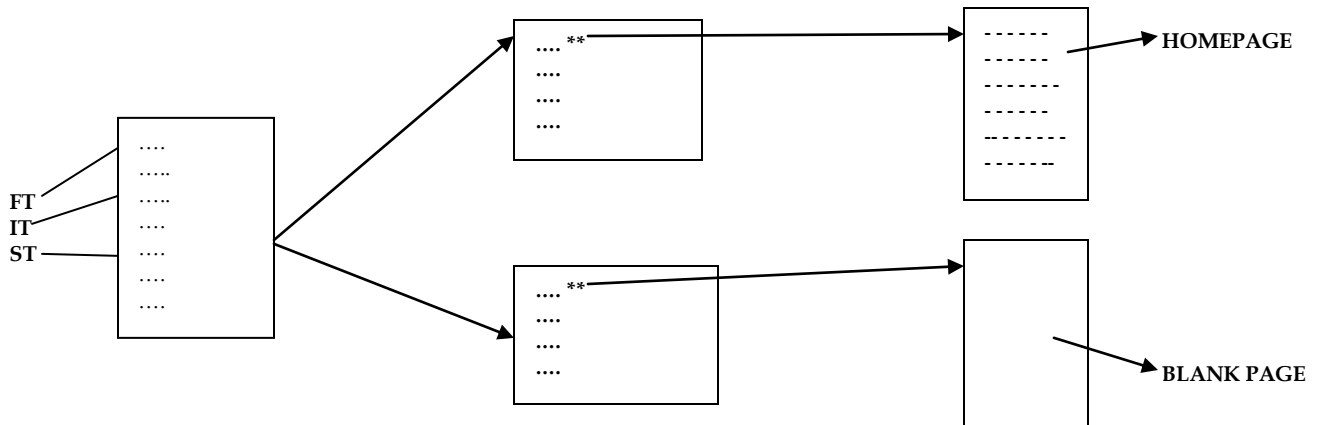 FT
IT
ST
....
.....
.....
....
....
....
....
.... **
....
....
....
.... **
....
....
....
- - - - - -
- - - - - -
- - - - - - -
- - - - - -
-- - - - - - -
- - - - - --
HOMEPAGE
BLANK PAGE